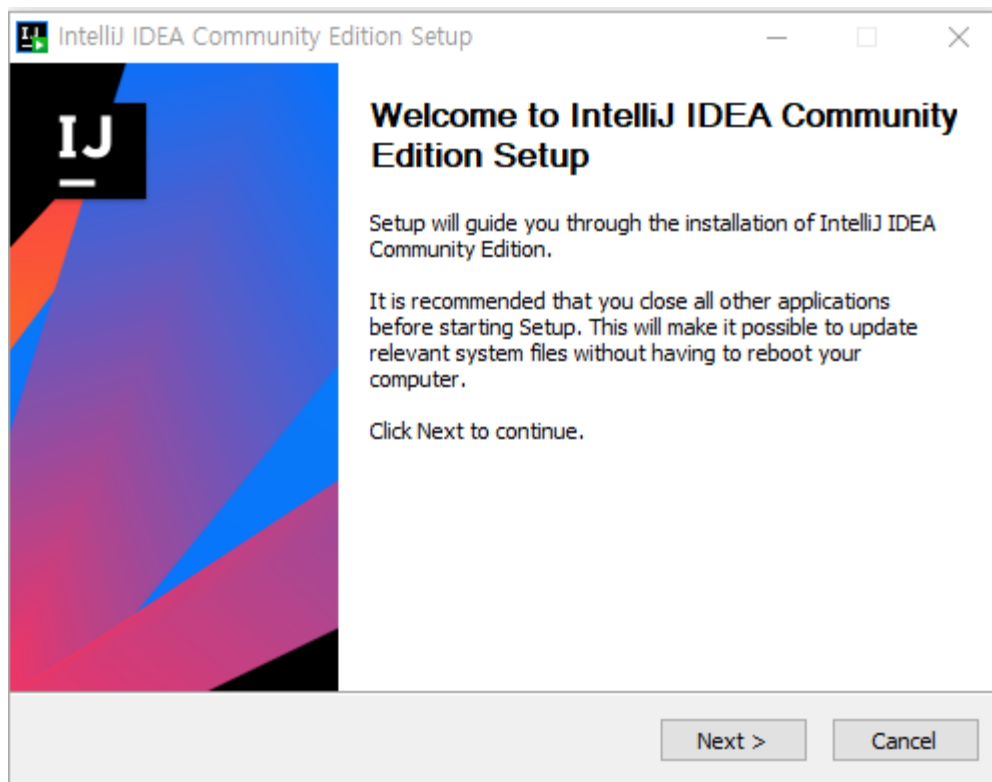 IntelliJ IDEA Community Edition Setup
IJ
Welcome to IntelliJ IDEA Community
Edition Setup
Setup will guide you through the installation of IntelliJ IDEA
Community Edition.
It is recommended that you close all other applications
before starting Setup. This will make it possible to update
relevant system files without having to reboot your
computer.
Click Next to continue.
Next >
Cancel